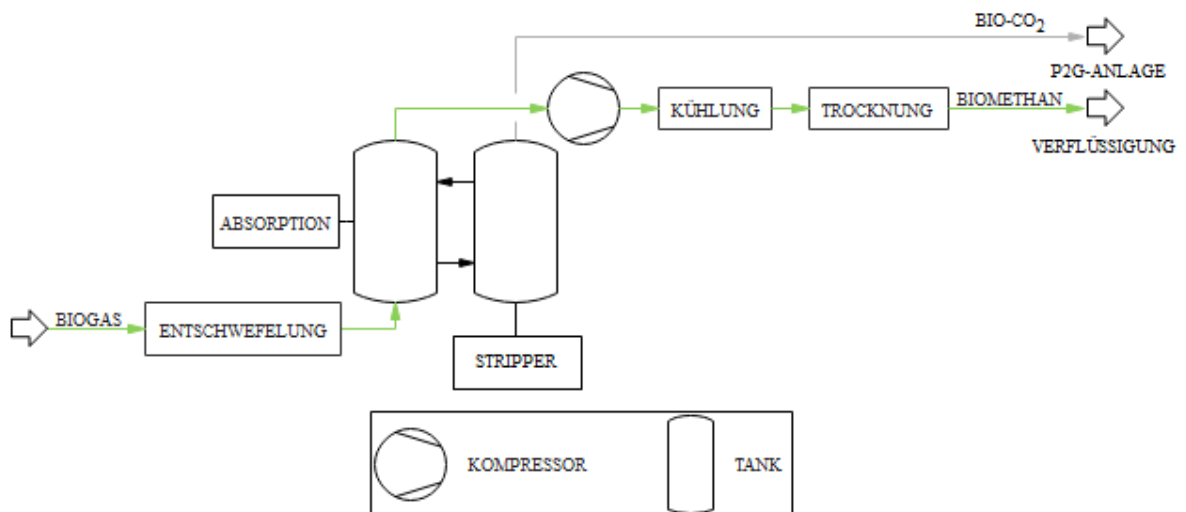 BIO-CO2
P2G-ANLAGE
KÜHLUNG
TROCKNUNG
BIOMETHAN
VERFLÜSSIGUNG
ABSORPTION
BIOGAS
ENTSCHWEFELUNG
STRIPPER
KOMPRESSOR
TANK